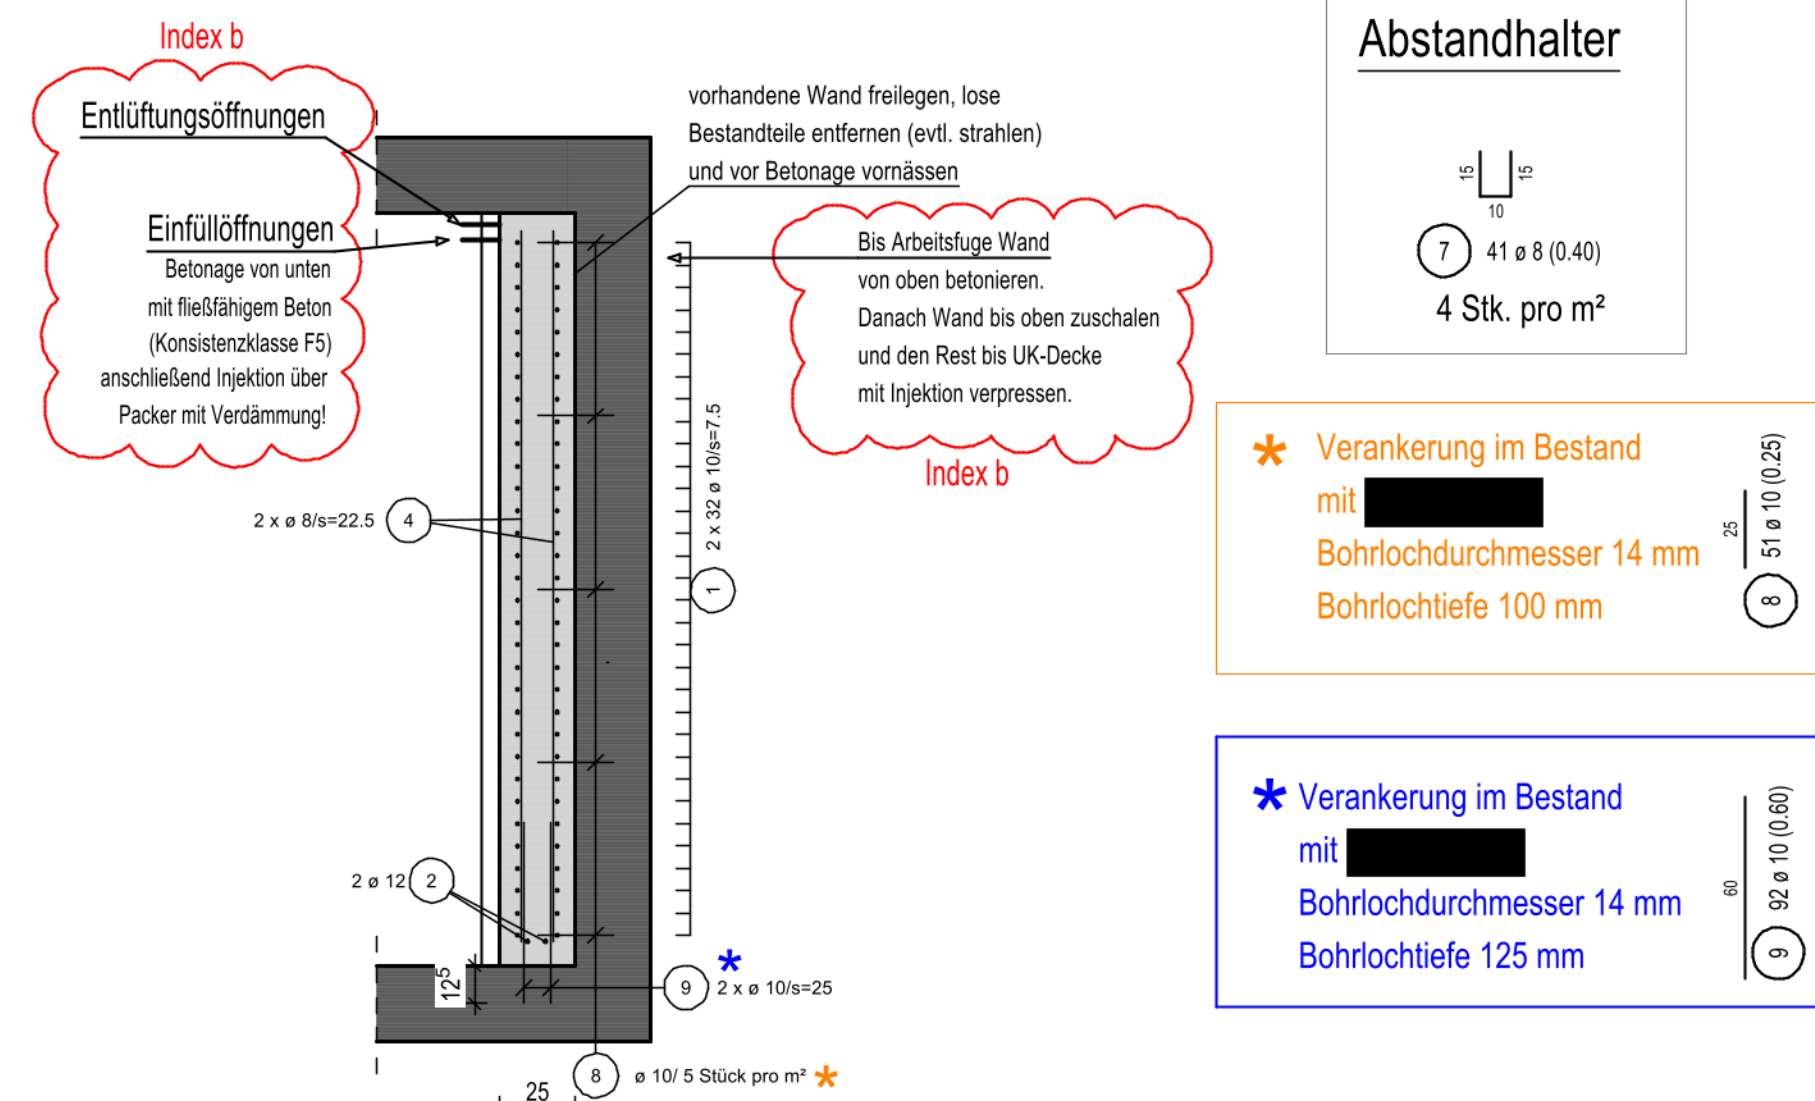 Index b
Entlüftungsöffnungen
Einfüllöffnungen
Betonage von unten
mit fließfähigem Beton
(Konsistenzklasse F5)
anschließend Injektion über
Packer mit Verdämmung!
vorhandene Wand freilegen, lose
Bestandteile entfernen (evtl. strahlen)
und vor Betonage vornässen
Bis Arbeitsfuge Wand
von oben betonieren.
Danach Wand bis oben zuschalen
und den Rest bis UK-Decke
mit Injektion verpressen.
Index b
2 x ø 8/s=22.5 4
1 2 x 32 ø 10/s=7.5
2 ø 12 2
12⁵
9 2 x ø 10/s=25 *
8 ø 10/ 5 Stück pro m² *
25
Abstandhalter
15 15
10
7 41 ø 8 (0.40)
4 Stk. pro m²
* Verankerung im Bestand
mit
Bohrlochdurchmesser 14 mm
Bohrlochtiefe 100 mm
25
8 51 ø 10 (0.25)
* Verankerung im Bestand
mit
Bohrlochdurchmesser 14 mm
Bohrlochtiefe 125 mm
60
9 92 ø 10 (0.60)